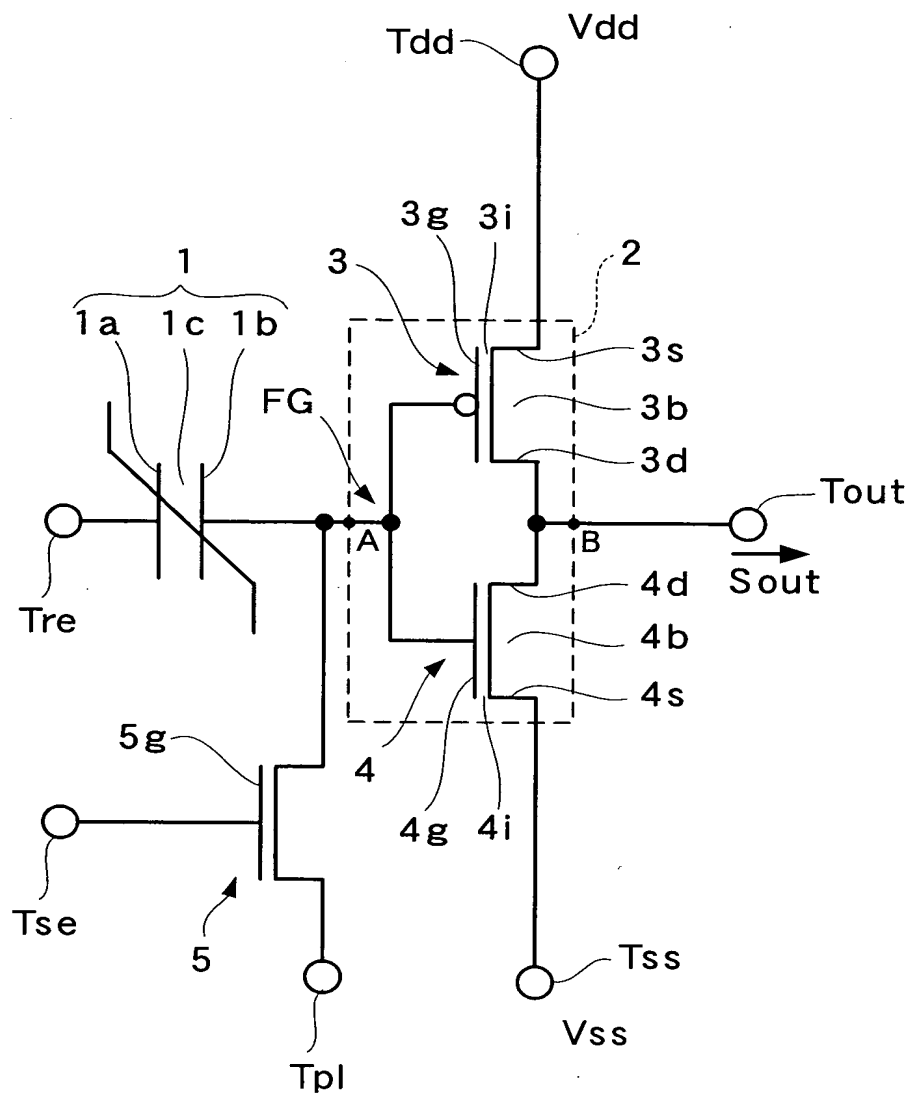 Tdd Vdd
3g 3i
1 3 2
1a 1c 1b
3s
FG 3b
3d
Tout
A B
Sout
Tre 4d
4b
4s
5g 4
4g 4i
Tse 5
Tss
Vss
Tpl